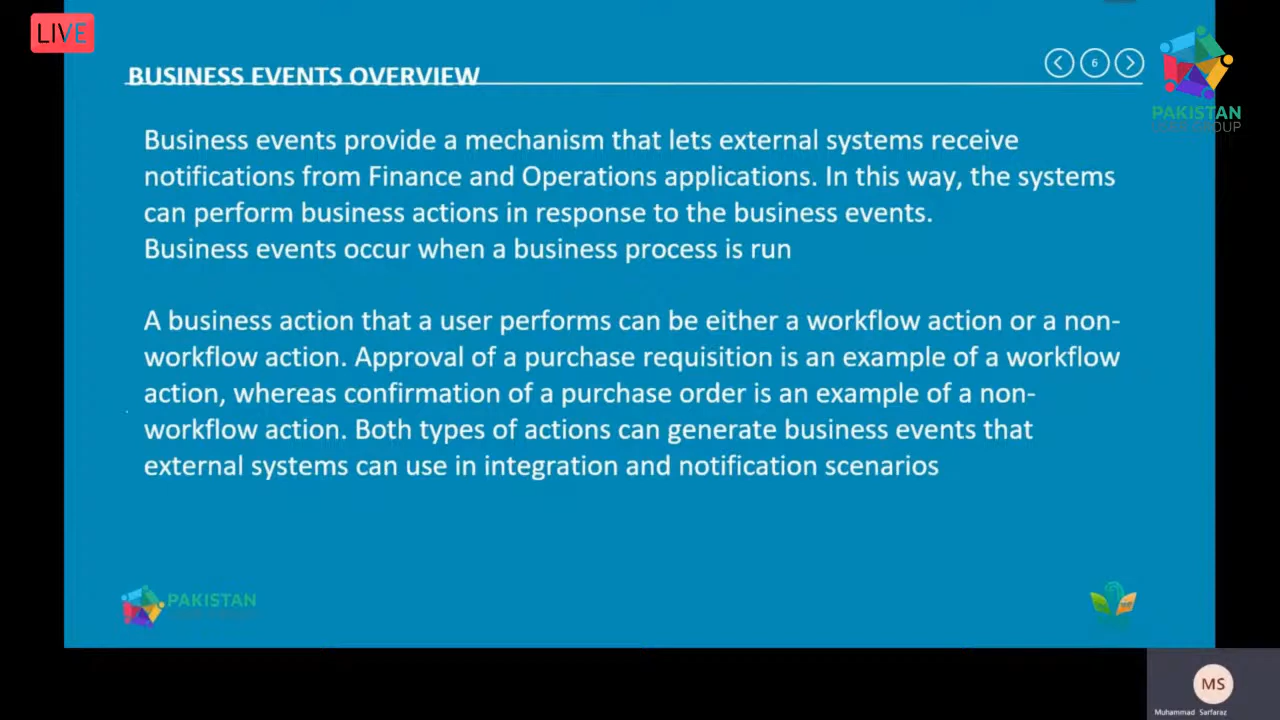 LIVE
BUSINESS EVENTS OVERVIEW
6
PAKISTAN
USER GROUP
Business events provide a mechanism that lets external systems receive
notifications from Finance and Operations applications. In this way, the systems
can perform business actions in response to the business events.
Business events occur when a business process is run
A business action that a user performs can be either a workflow action or a non-
workflow action. Approval of a purchase requisition is an example of a workflow
action, whereas confirmation of a purchase order is an example of a non-
workflow action. Both types of actions can generate business events that
external systems can use in integration and notification scenarios
PAKISTAN
MS
Muhammad Sarfaraz